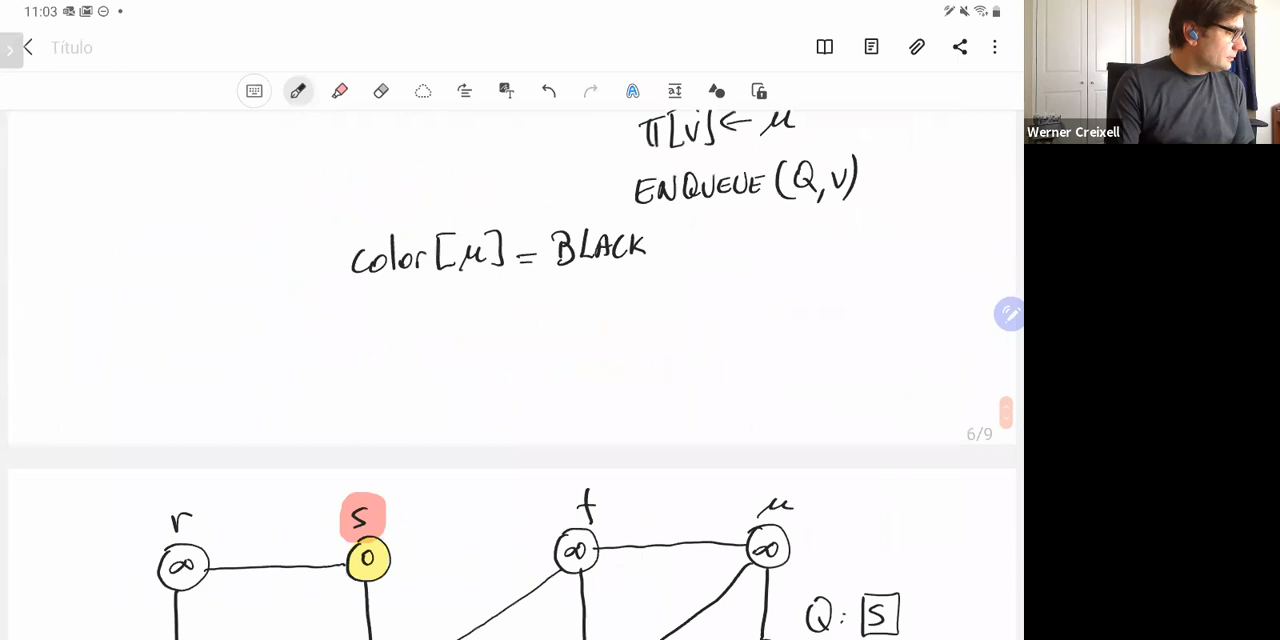 11:03
Título
Werner Creixell
π[v] ← μ
ENQUEUE (Q, v)
color[μ] = BLACK
6/9
r s t μ
∞ 0 ∞ ∞
Q: S